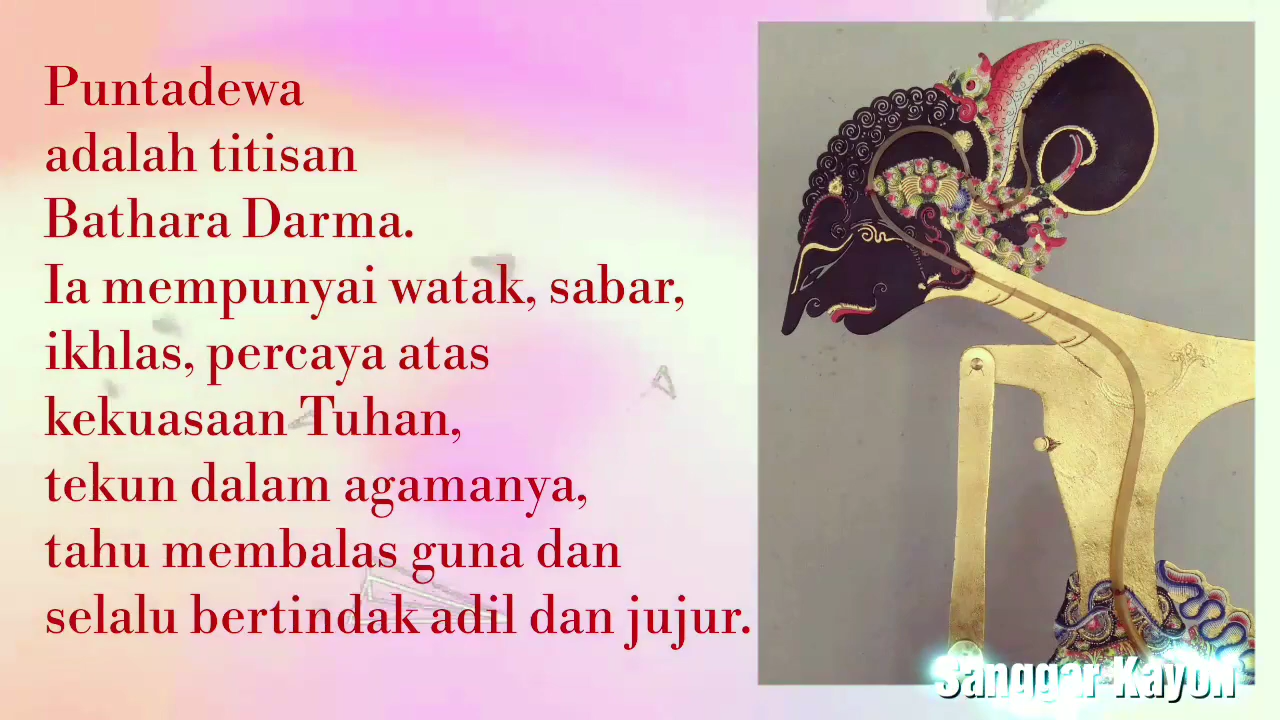 Puntadewa
adalah titisan
Bathara Darma.
Ia mempunyai watak, sabar,
ikhlas, percaya atas
kekuasaan Tuhan,
tekun dalam agamanya,
tahu membalas guna dan
selalu bertindak adil dan jujur.
Sanggar Kayon